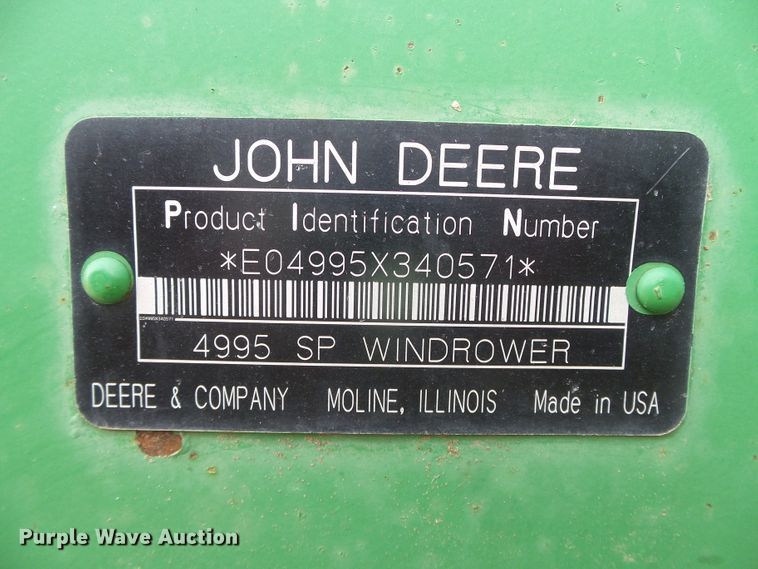 JOHN DEERE
Product Identification Number
*E04995X340571*
E04995X340571
4995 SP WINDROWER
DEERE & COMPANY MOLINE, ILLINOIS Made in USA
Purple Wave Auction